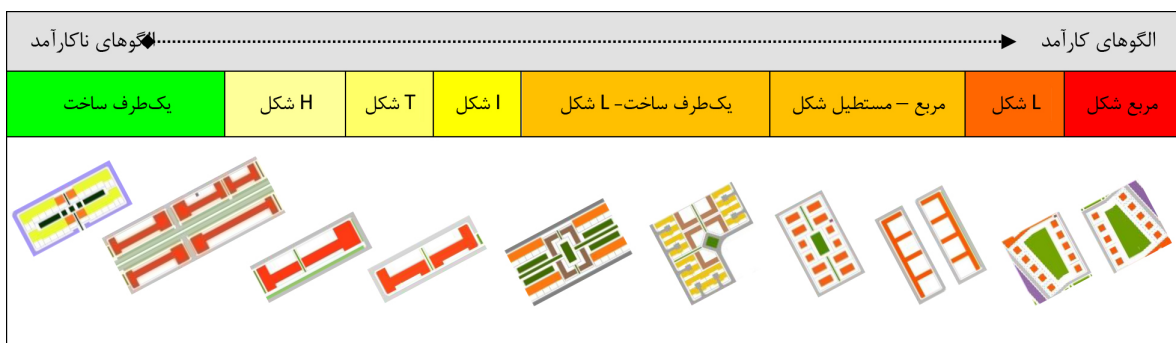 الگوهای کارآمد
الگوهای ناکارآمد
مربع شکل
L شکل
مربع – مستطیل شکل
یک‌طرف ساخت- L شکل
I شکل
T شکل
H شکل
یک‌طرف ساخت